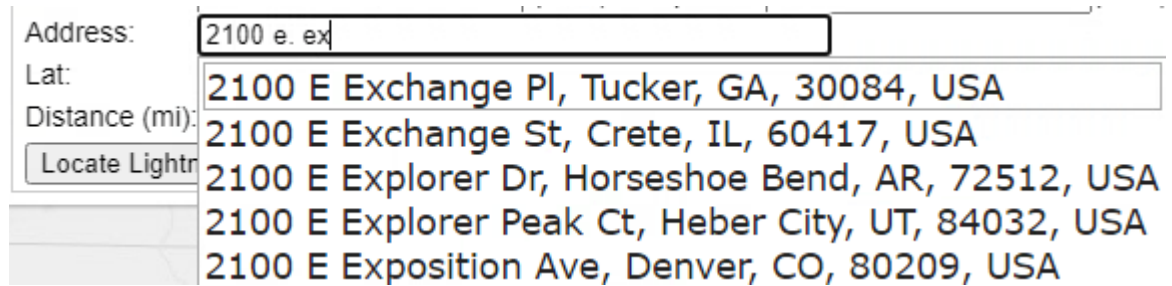 Address:
2100 e. ex
Lat:
2100 E Exchange Pl, Tucker, GA, 30084, USA
Distance (mi):
2100 E Exchange St, Crete, IL, 60417, USA
Locate
2100 E Explorer Dr, Horseshoe Bend, AR, 72512, USA
2100 E Explorer Peak Ct, Heber City, UT, 84032, USA
2100 E Exposition Ave, Denver, CO, 80209, USA